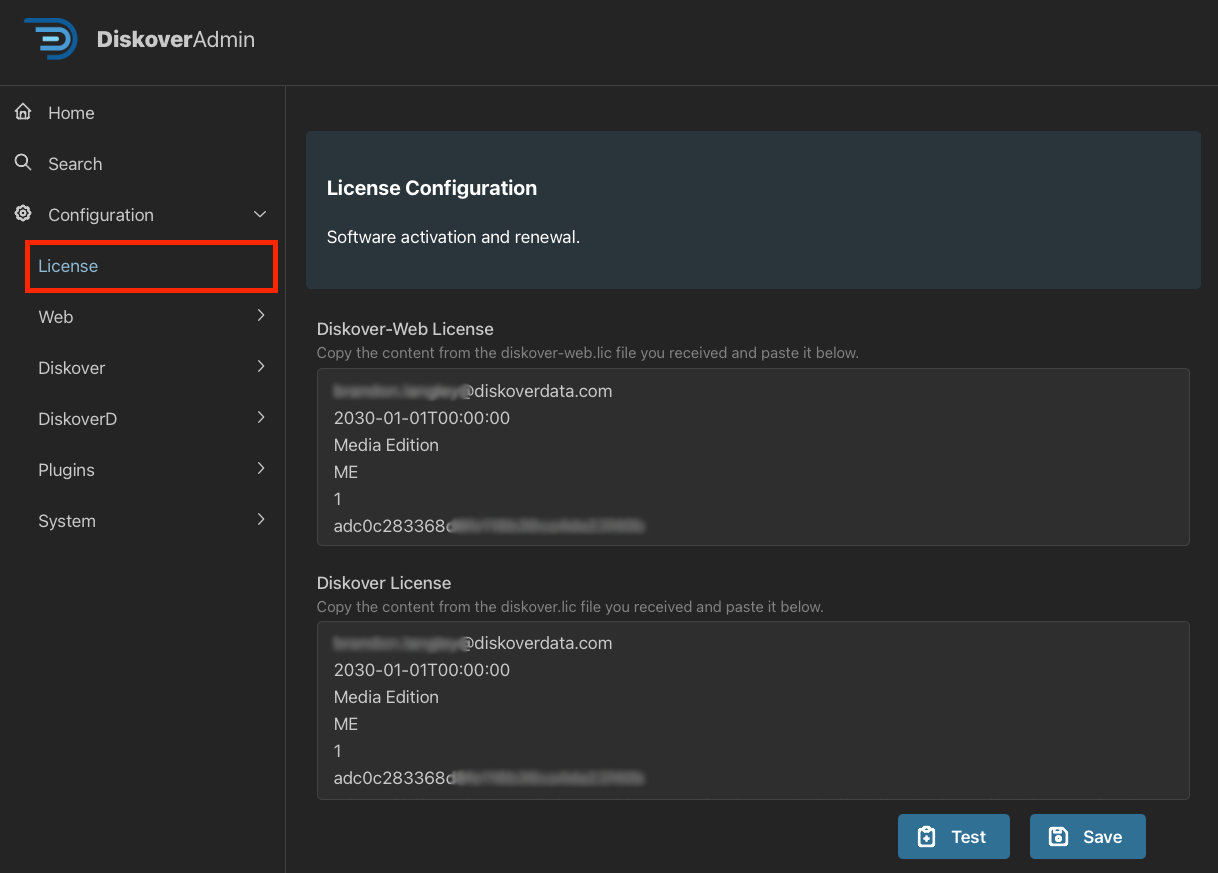 DiskoverAdmin
Home
Search
Configuration
License
Web
Diskover
DiskoverD
Plugins
System
License Configuration
Software activation and renewal.
Diskover-Web License
Copy the content from the diskover-web.lic file you received and paste it below.
@diskoverdata.com
2030-01-01T00:00:00
Media Edition
ME
1
adc0c283368d
Diskover License
Copy the content from the diskover.lic file you received and paste it below.
@diskoverdata.com
2030-01-01T00:00:00
Media Edition
ME
1
adc0c283368d
Test
Save